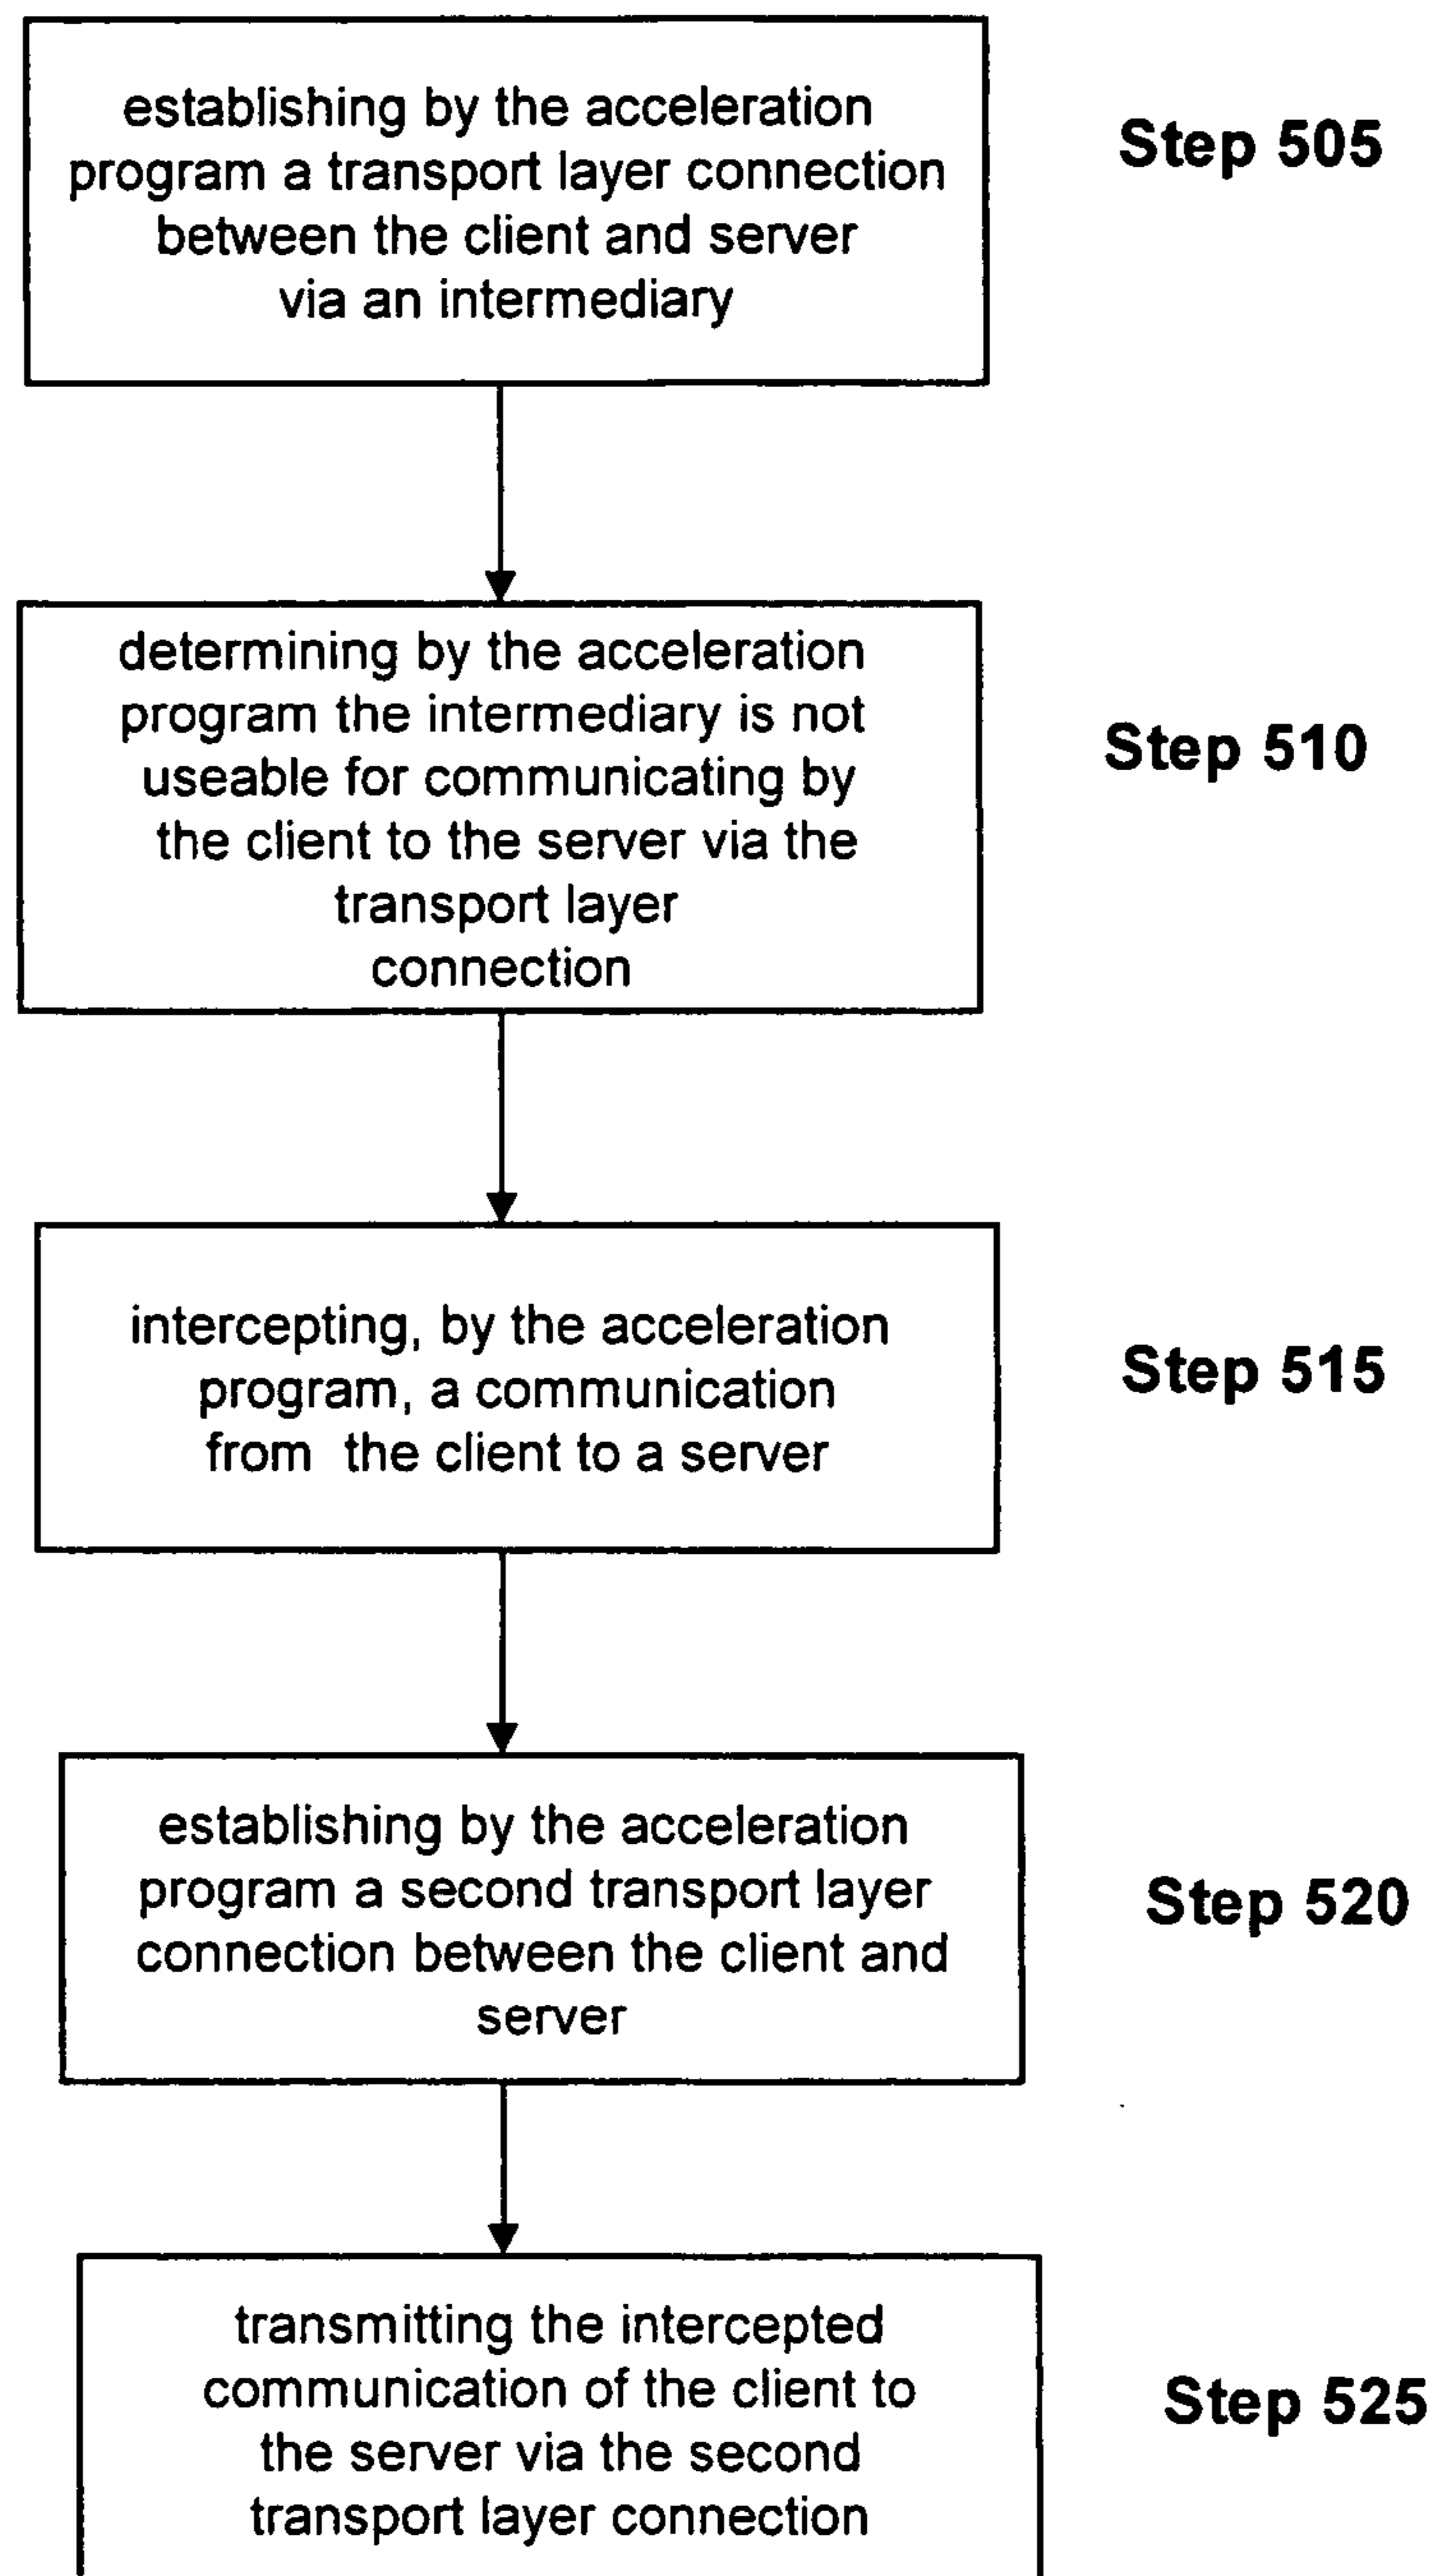 establishing by the acceleration
program a transport layer connection
between the client and server
via an intermediary
Step 505
determining by the acceleration
program the intermediary is not
useable for communicating by
the client to the server via the
transport layer
connection
Step 510
intercepting, by the acceleration
program, a communication
from the client to a server
Step 515
establishing by the acceleration
program a second transport layer
connection between the client and
server
Step 520
transmitting the intercepted
communication of the client to
the server via the second
transport layer connection
Step 525